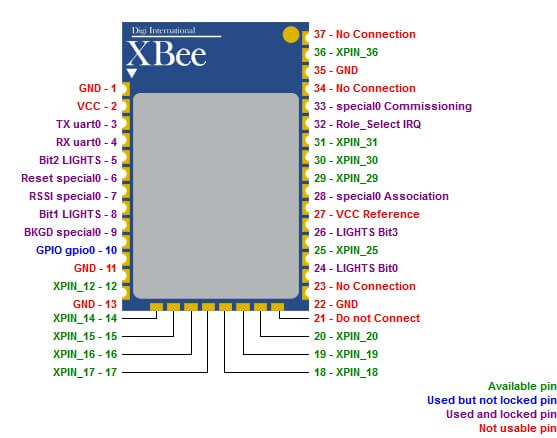 Digi International
XBee
GND - 1
VCC - 2
TX uart0 - 3
RX uart0 - 4
Bit2 LIGHTS - 5
Reset special0 - 6
RSSI special0 - 7
Bit1 LIGHTS - 8
BKGD special0 - 9
GPIO gpio0 - 10
GND - 11
XPIN_12 - 12
GND - 13
XPIN_14 - 14
XPIN_15 - 15
XPIN_16 - 16
XPIN_17 - 17
37 - No Connection
36 - XPIN_36
35 - GND
34 - No Connection
33 - special0 Commissioning
32 - Role_Select IRQ
31 - XPIN_31
30 - XPIN_30
29 - XPIN_29
28 - special0 Association
27 - VCC Reference
26 - LIGHTS Bit3
25 - XPIN_25
24 - LIGHTS Bit0
23 - No Connection
22 - GND
21 - Do not Connect
20 - XPIN_20
19 - XPIN_19
18 - XPIN_18
Available pin
Used but not locked pin
Used and locked pin
Not usable pin